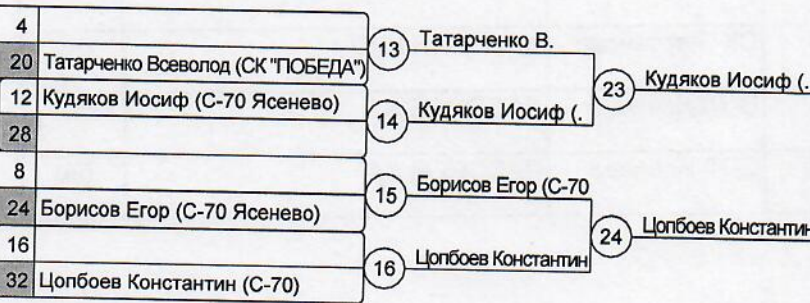 4
20 Татарченко Всеволод (СК "ПОБЕДА")
12 Кудяков Иосиф (С-70 Ясенево)
28
8
24 Борисов Егор (С-70 Ясенево)
16
32 Цопбоев Константин (С-70)
13 Татарченко В.
14 Кудяков Иосиф (.
15 Борисов Егор (С-70
16 Цопбоев Константин
23 Кудяков Иосиф (.
24 Цопбоев Константин